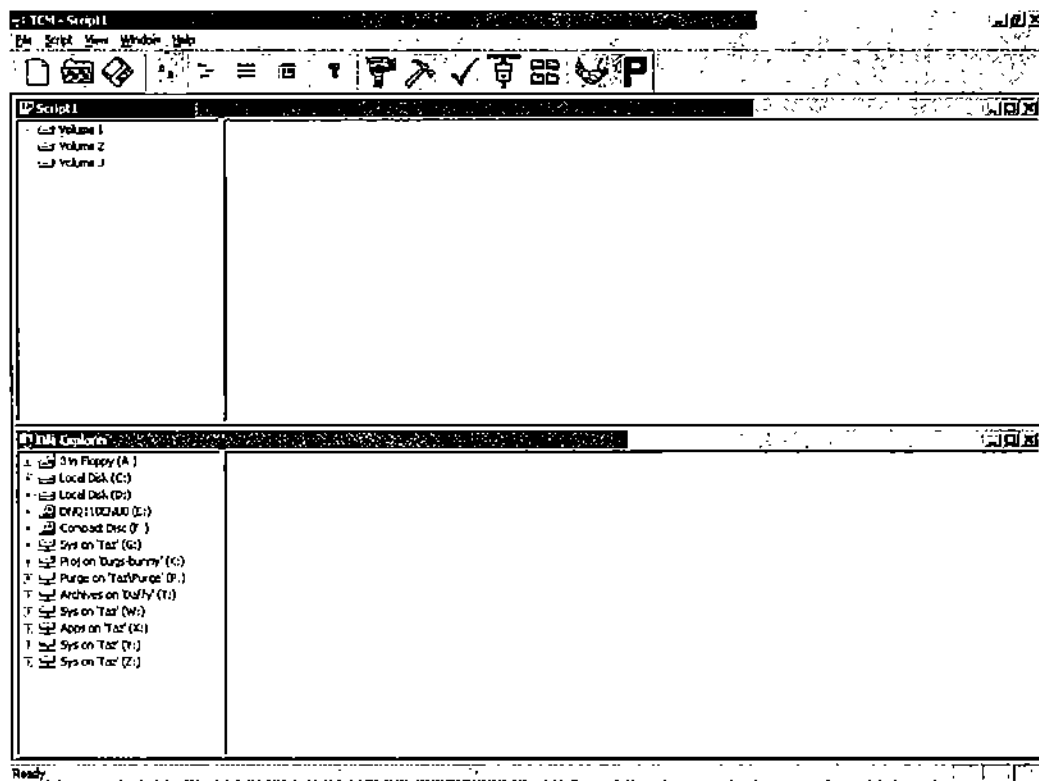 TCM - Script1
File Script View Window Help
P
Script1
Volume 1
Volume 2
Volume 3
File Explorer
3½ Floppy (A:)
Local Disk (C:)
Local Disk (D:)
(E:)
Compact Disc (F:)
Sys on 'Taz' (G:)
Proj on 'Bugs-bunny' (K:)
Purge on 'Taz\Purge' (P:)
Archives on 'Daffy' (T:)
Sys on 'Taz' (W:)
Apps on 'Taz' (X:)
Sys on 'Taz' (Y:)
Sys on 'Taz' (Z:)
Ready